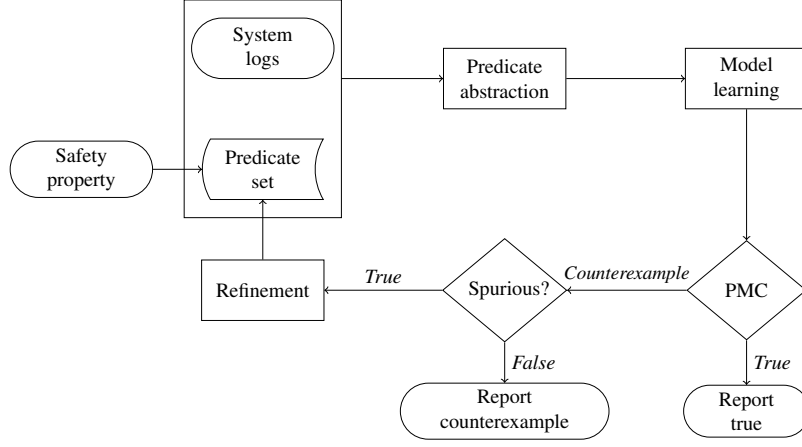 System
logs
Predicate
abstraction
Model
learning
Safety
property
Predicate
set
Refinement
True
Spurious?
Counterexample
PMC
False
True
Report
counterexample
Report
true